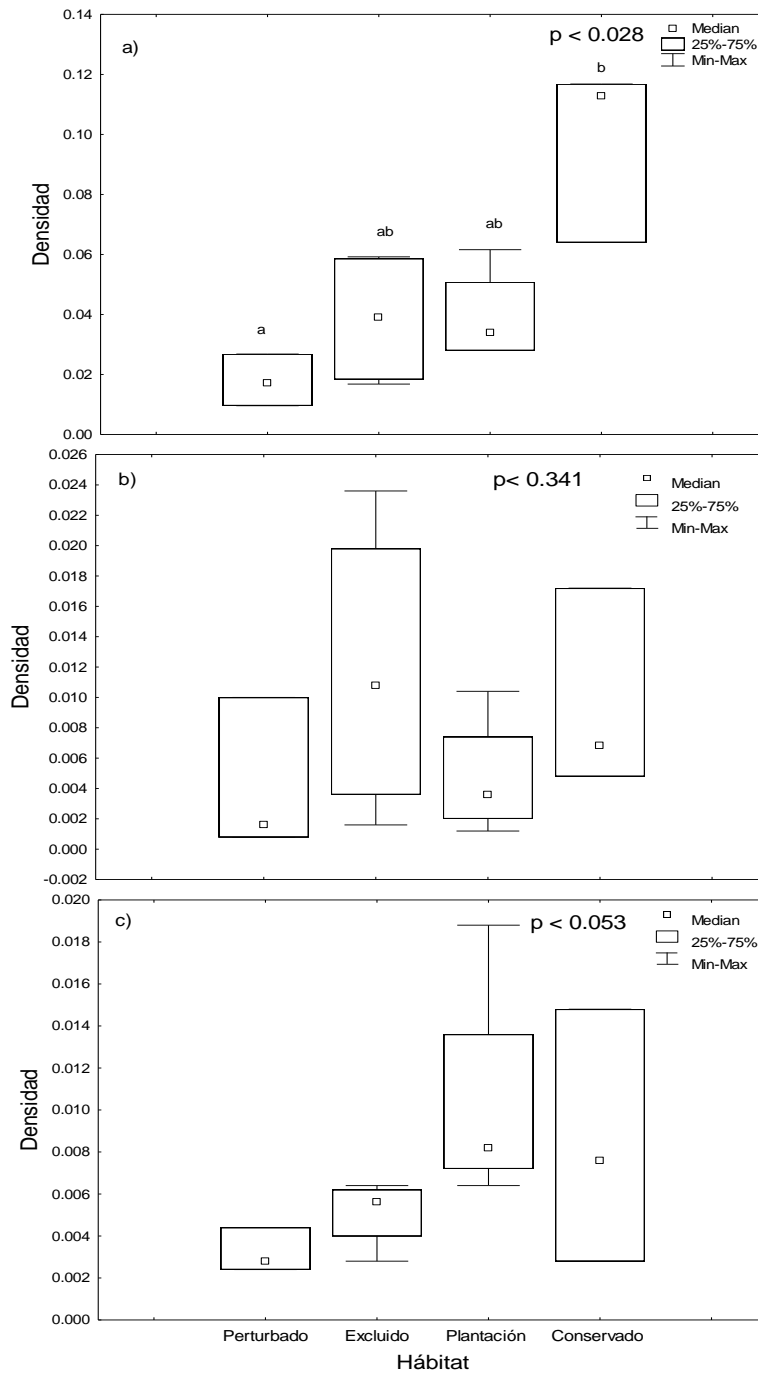 a)
p < 0.028
Median
25%-75%
Min-Max
0.14
0.12
0.10
0.08
0.06
0.04
0.02
0.00
Densidad
a
ab
ab
b
b)
p< 0.341
Median
25%-75%
Min-Max
0.026
0.024
0.022
0.020
0.018
0.016
0.014
0.012
0.010
0.008
0.006
0.004
0.002
0.000
-0.002
Densidad
c)
p < 0.053
Median
25%-75%
Min-Max
0.020
0.018
0.016
0.014
0.012
0.010
0.008
0.006
0.004
0.002
0.000
Densidad
Perturbado Excluido Plantación Conservado
Hábitat